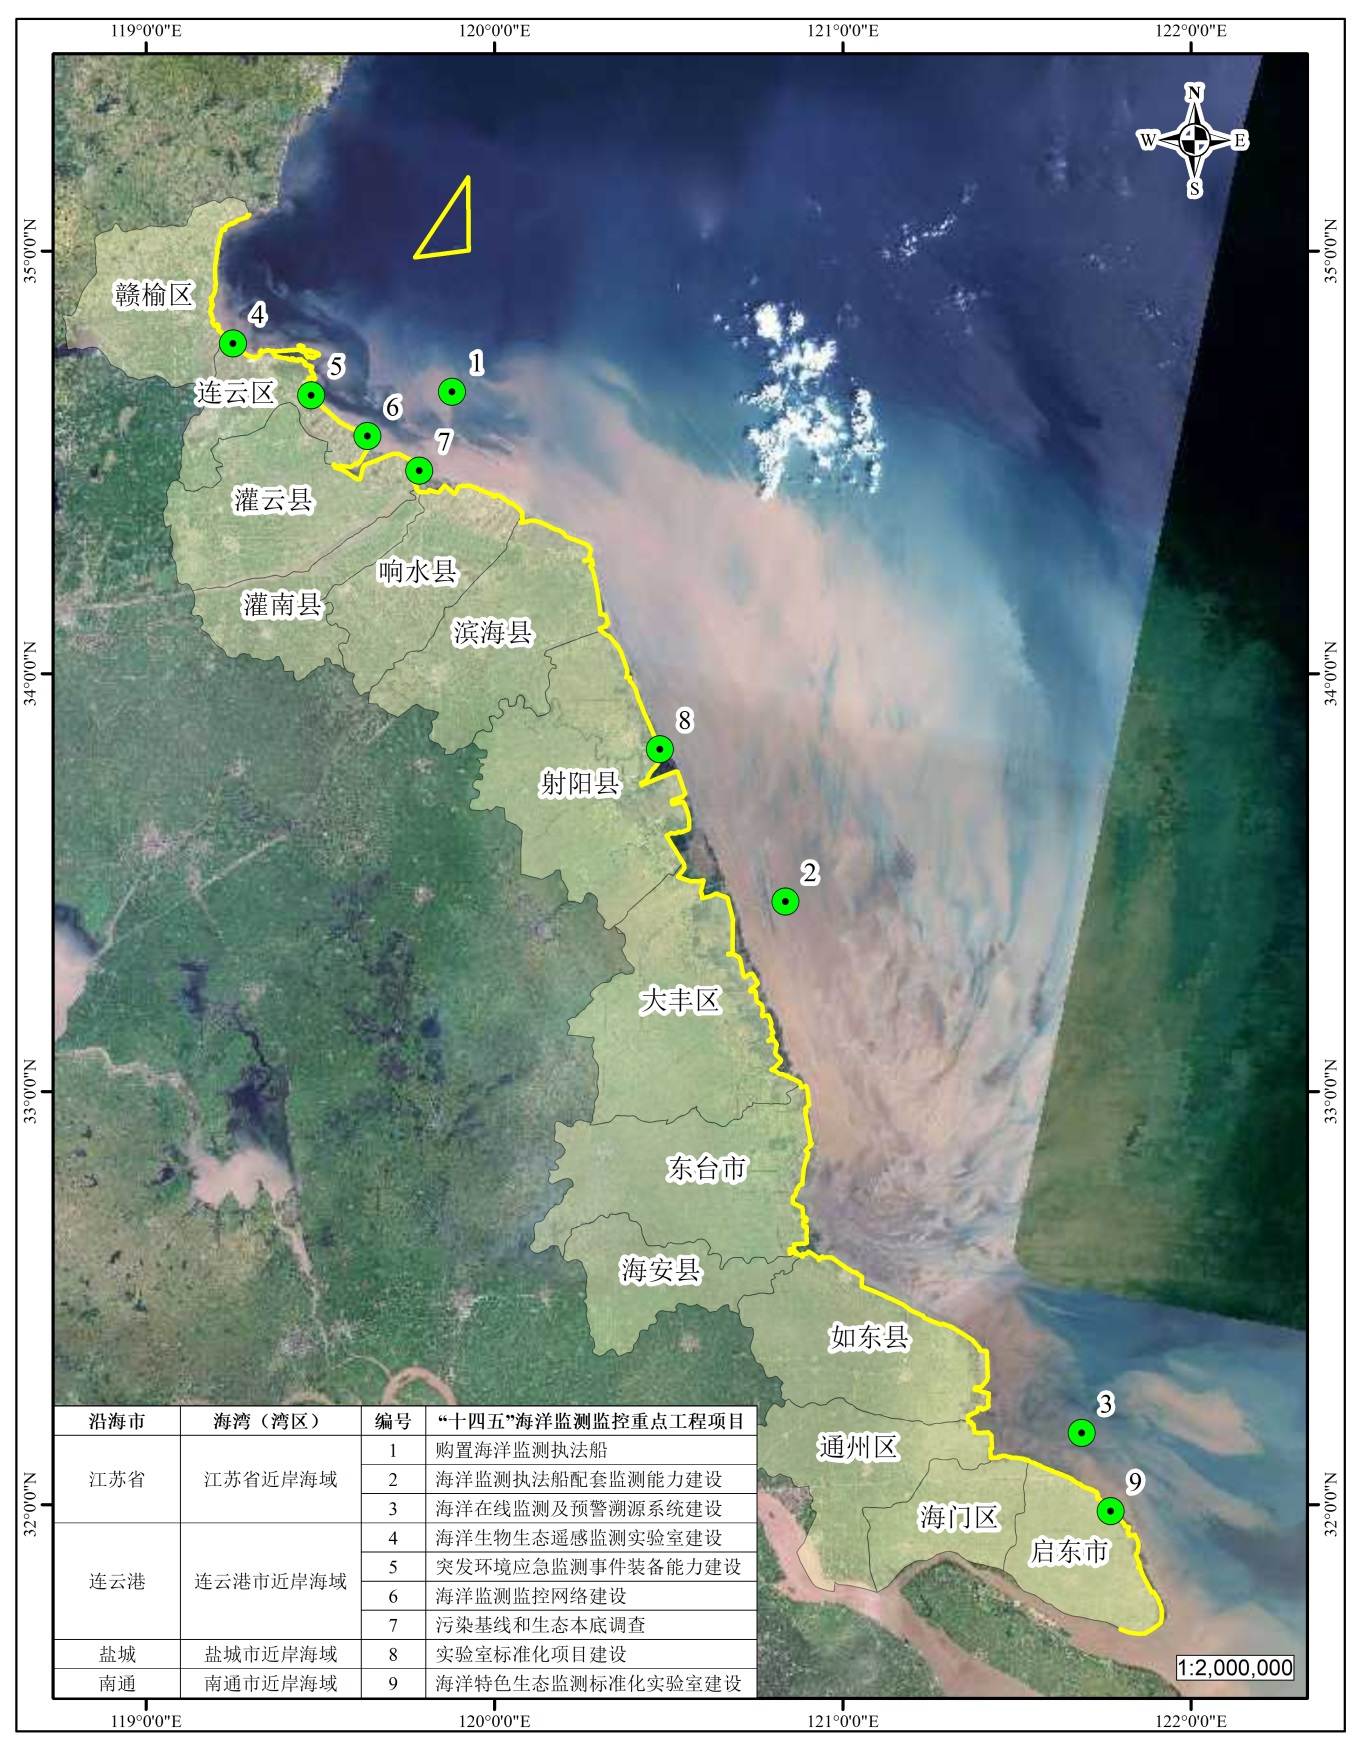 119°0'0"E 120°0'0"E 121°0'0"E 122°0'0"E
N
W E
S
35°0'0"N 35°0'0"N
赣榆区
4
5
1
连云区
6
7
灌云县
响水县
灌南县
滨海县
34°0'0"N 34°0'0"N
8
射阳县
2
大丰区
33°0'0"N 33°0'0"N
东台市
海安县
如东县
3
通州区
9
海门区
启东市
32°0'0"N 32°0'0"N
沿海市 海湾（湾区） 编号 “十四五”海洋监测监控重点工程项目
江苏省 江苏省近岸海域 1 购置海洋监测执法船
2 海洋监测执法船配套监测能力建设
3 海洋在线监测及预警溯源系统建设
连云港 连云港市近岸海域 4 海洋生物生态遥感监测实验室建设
5 突发环境应急监测事件装备能力建设
6 海洋监测监控网络建设
7 污染基线和生态本底调查
盐城 盐城市近岸海域 8 实验室标准化项目建设
南通 南通市近岸海域 9 海洋特色生态监测标准化实验室建设
1:2,000,000
119°0'0"E 120°0'0"E 121°0'0"E 122°0'0"E